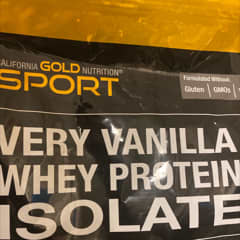 CALIFORNIA GOLD NUTRITION®
SPORT
Formulated Without:
Gluten | GMOs |
VERY VANILLA
WHEY PROTEIN
ISOLATE